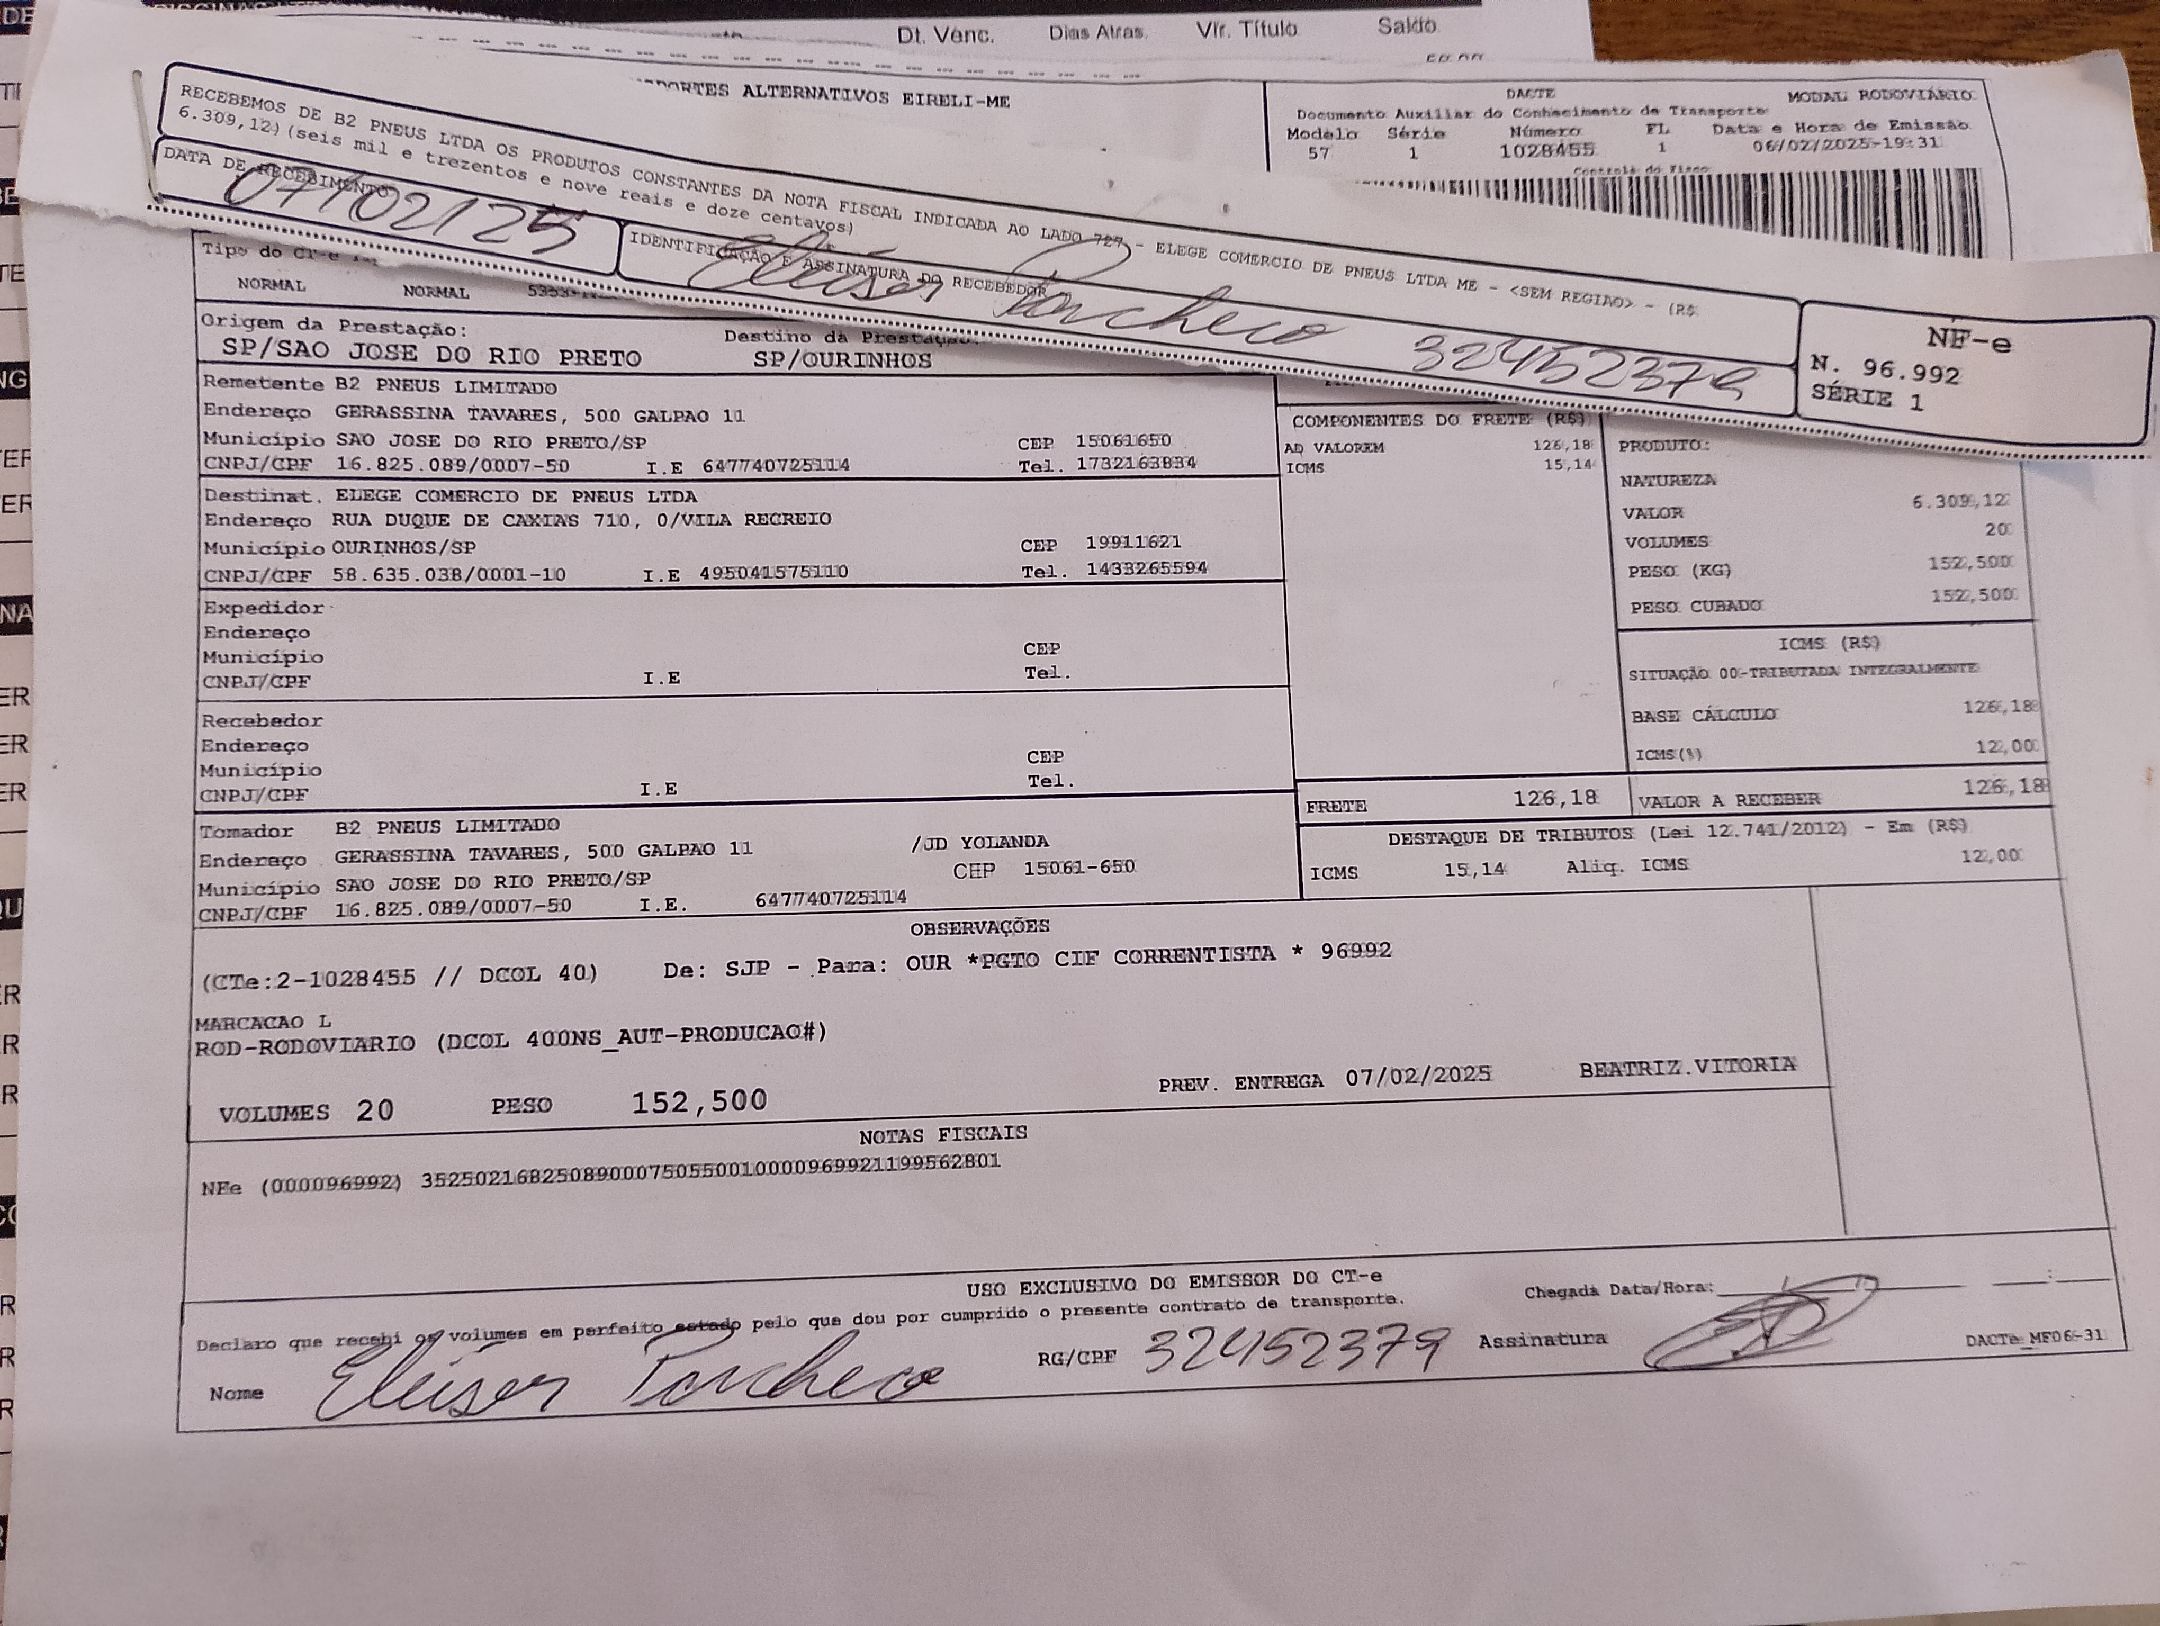 Dt. Venc. Dias Atras. Vlr. Título Saldo
ALTERNATIVOS EIRELI-ME
DACTE MODAL RODOVIÁRIO
Documento Auxiliar do Conhecimento de Transporte
Modelo Série Número FL Data e Hora de Emissão
57 1 1028455 1 06/02/2025-19:31
Controle do Fisco
RECEBEMOS DE B2 PNEUS LTDA OS PRODUTOS CONSTANTES DA NOTA FISCAL INDICADA AO LADO 727 - ELEGE COMERCIO DE PNEUS LTDA ME - <SEM REGIAO> - (R$
6.309,12) (seis mil e trezentos e nove reais e doze centavos)
DATA DE RECEBIMENTO
07/02/25
IDENTIFICAÇÃO E ASSINATURA DO RECEBEDOR
Elieser Pacheco 32452379
NF-e
N. 96.992
SÉRIE 1
Tipo do CT-e
NORMAL NORMAL
Origem da Prestação: Destino da Prestação:
SP/SAO JOSE DO RIO PRETO SP/OURINHOS
Remetente B2 PNEUS LIMITADO
Endereço GERASSINA TAVARES, 500 GALPAO 11
Município SAO JOSE DO RIO PRETO/SP CEP 15061650
CNPJ/CPF 16.825.089/0007-50 I.E 647740725114 Tel. 1732163834
Destinat. ELEGE COMERCIO DE PNEUS LTDA
Endereço RUA DUQUE DE CAXIAS 710, 0/VILA RECREIO
Município OURINHOS/SP CEP 19911621
CNPJ/CPF 58.635.038/0001-10 I.E 495041575110 Tel. 1433265594
Expedidor
Endereço
Município CEP
CNPJ/CPF I.E Tel.
Recebedor
Endereço
Município CEP
CNPJ/CPF I.E Tel.
Tomador B2 PNEUS LIMITADO
Endereço GERASSINA TAVARES, 500 GALPAO 11 /JD YOLANDA
Município SAO JOSE DO RIO PRETO/SP CEP 15061-650
CNPJ/CPF 16.825.089/0007-50 I.E. 647740725114
COMPONENTES DO FRETE (R$)
AD VALOREM 126,18
ICMS 15,14
PRODUTO:
NATUREZA
VALOR 6.309,12
VOLUMES 20
PESO (KG) 152,500
PESO CUBADO 152,500
ICMS (R$)
SITUAÇÃO 00-TRIBUTADA INTEGRALMENTE
BASE CÁLCULO 126,18
ICMS(%) 12,00
FRETE 126,18 VALOR A RECEBER 126,18
DESTAQUE DE TRIBUTOS (Lei 12.741/2012) - Em (R$)
ICMS 15,14 Aliq. ICMS 12,00
OBSERVAÇÕES
(CTe:2-1028455 // DCOL 40) De: SJP - Para: OUR *PGTO CIF CORRENTISTA * 96992
MARCACAO L
ROD-RODOVIARIO (DCOL 400NS_AUT-PRODUCAO#)
PREV. ENTREGA 07/02/2025 BEATRIZ.VITORIA
VOLUMES 20 PESO 152,500
NOTAS FISCAIS
NFe (000096992) 35250216825089000750550010000969921199562801
USO EXCLUSIVO DO EMISSOR DO CT-e
Declaro que recebi os volumes em perfeito estado pelo que dou por cumprido o presente contrato de transporte.
Chegada Data/Hora:
Nome Elieser Pacheco RG/CPF 32452379 Assinatura
DACTe_MF06-31